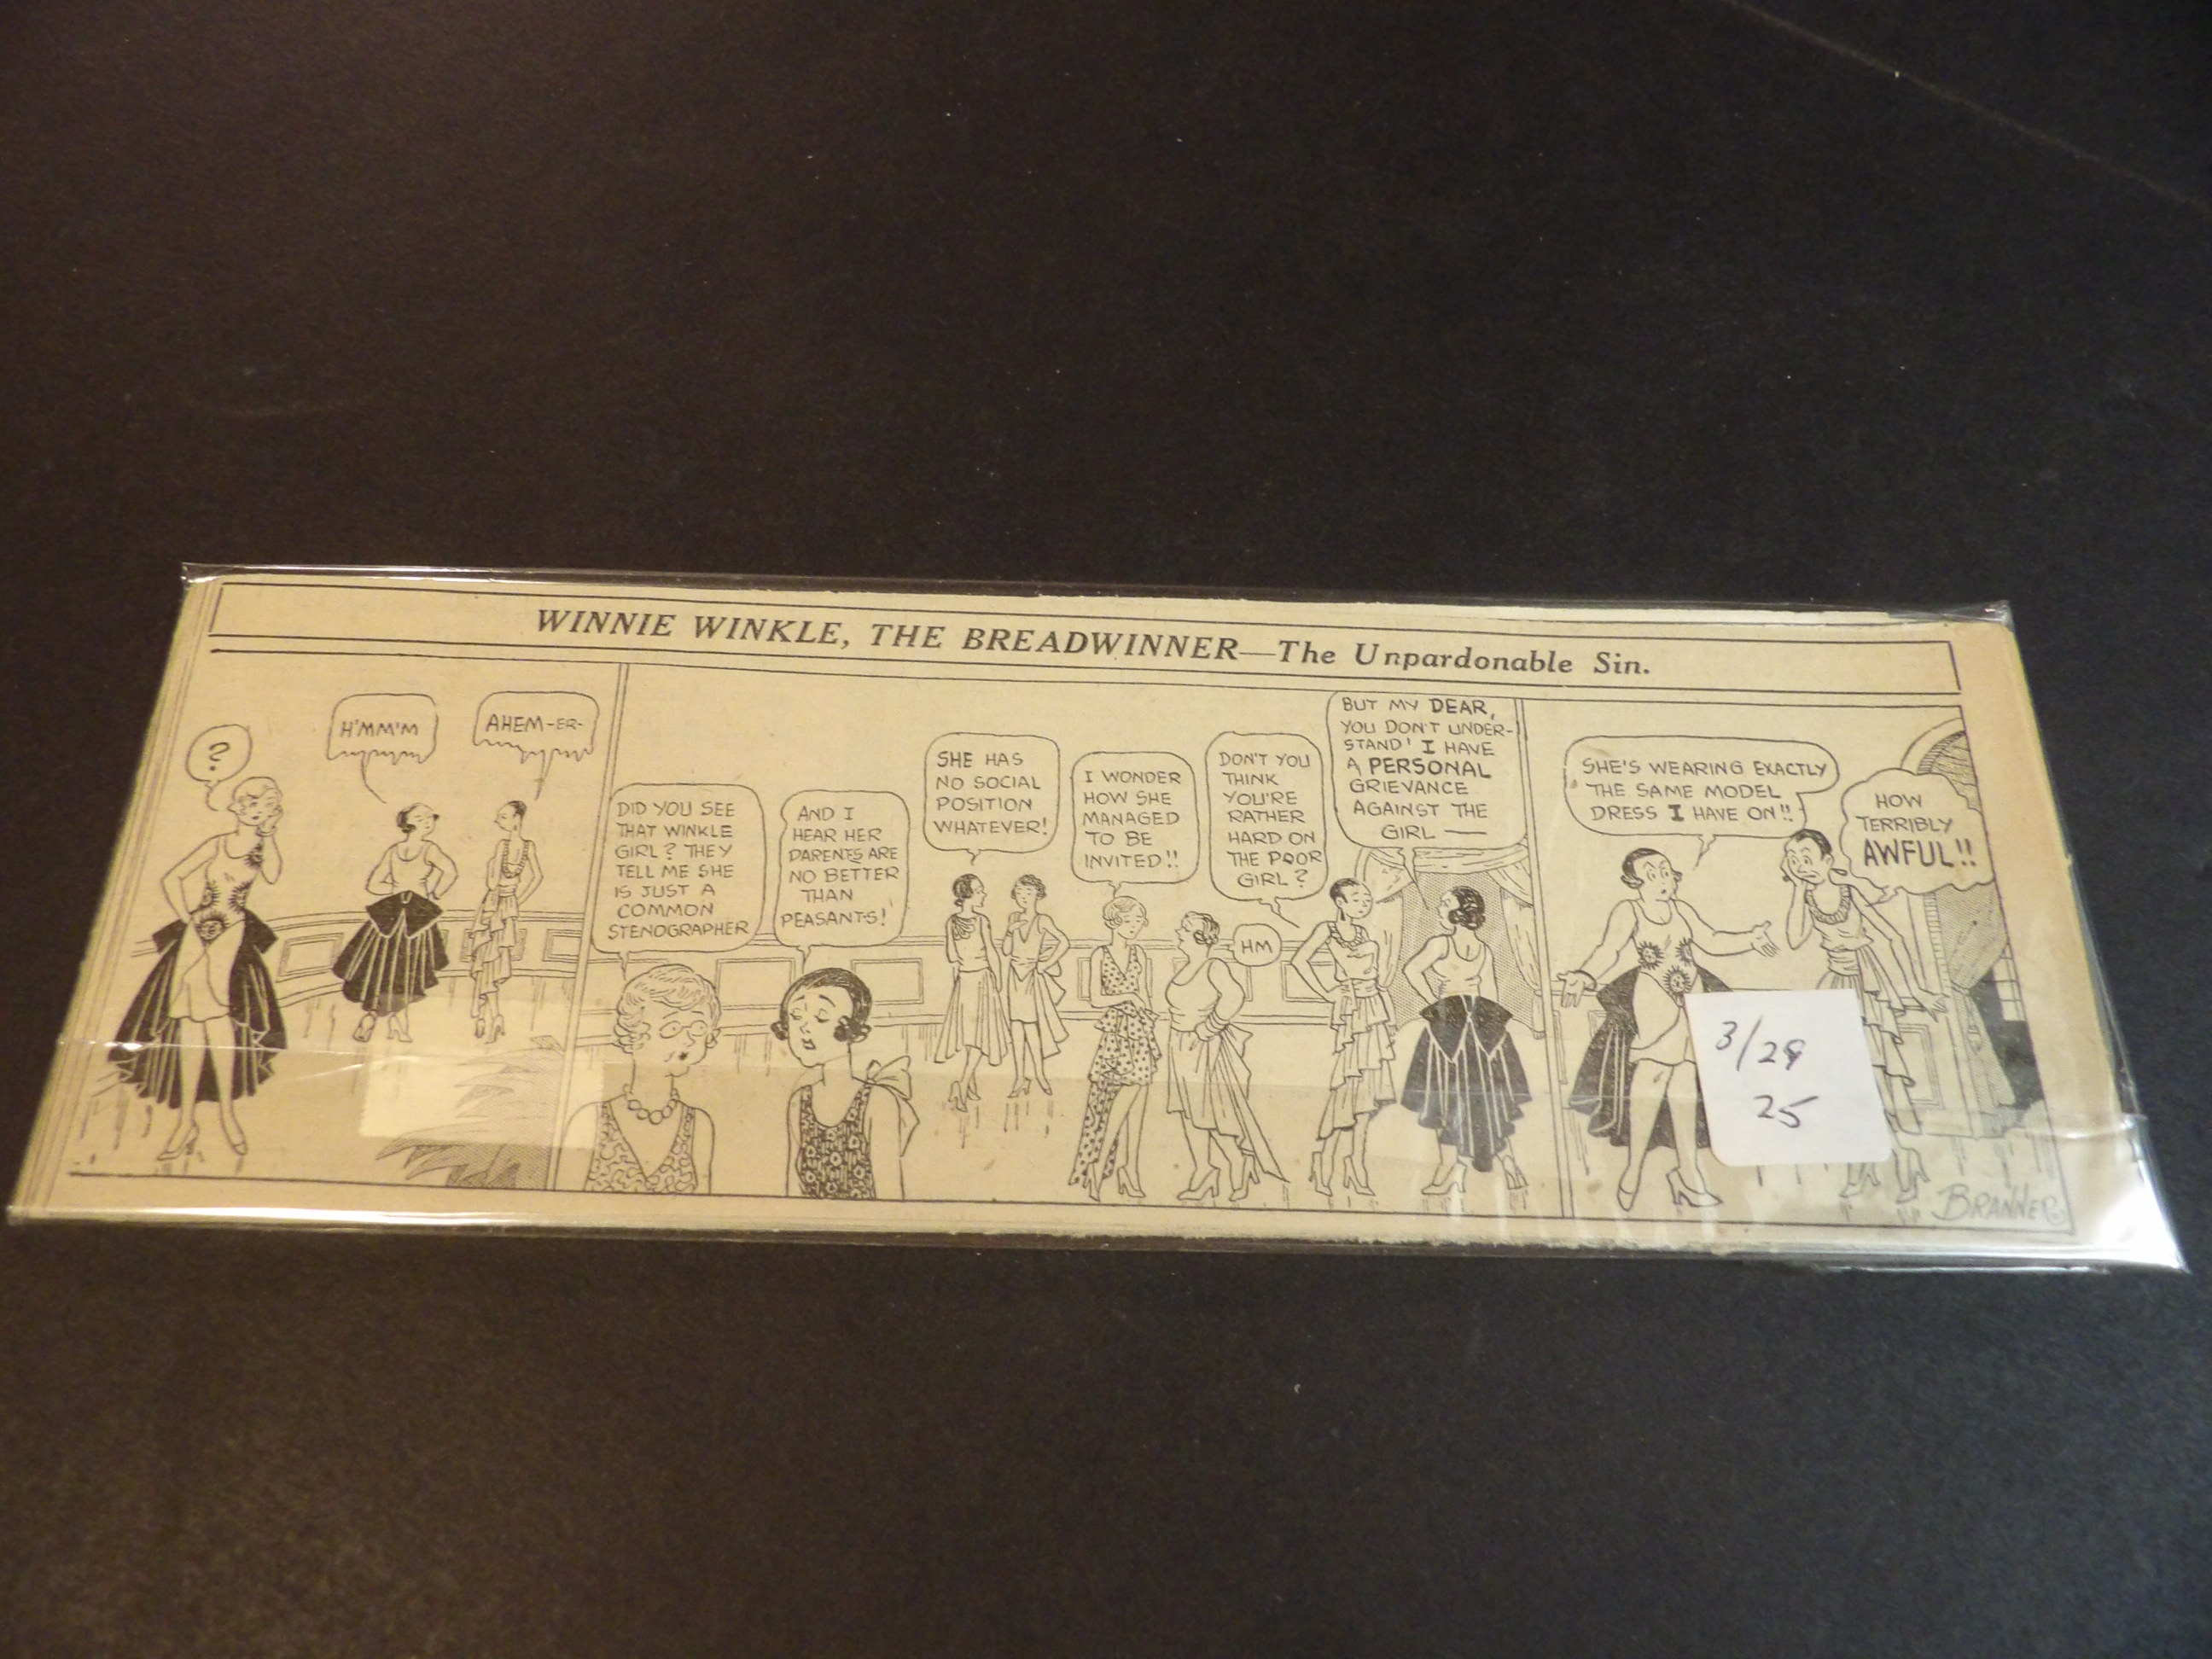 WINNIE WINKLE, THE BREADWINNER—The Unpardonable Sin.
?
H'MM'M
AHEM-ER-
DID YOU SEE
THAT WINKLE
GIRL? THEY
TELL ME SHE
IS JUST A
COMMON
STENOGRAPHER
AND I
HEAR HER
PARENTS ARE
NO BETTER
THAN
PEASANTS!
SHE HAS
NO SOCIAL
POSITION
WHATEVER!
I WONDER
HOW SHE
MANAGED
TO BE
INVITED!!
HM
DON'T YOU
THINK
YOU'RE
RATHER
HARD ON
THE POOR
GIRL?
BUT MY DEAR,
YOU DON'T UNDER-
STAND! I HAVE
A PERSONAL
GRIEVANCE
AGAINST THE
GIRL —
SHE'S WEARING EXACTLY
THE SAME MODEL
DRESS I HAVE ON!!
HOW
TERRIBLY
AWFUL!!
3/29
25
BRANNER